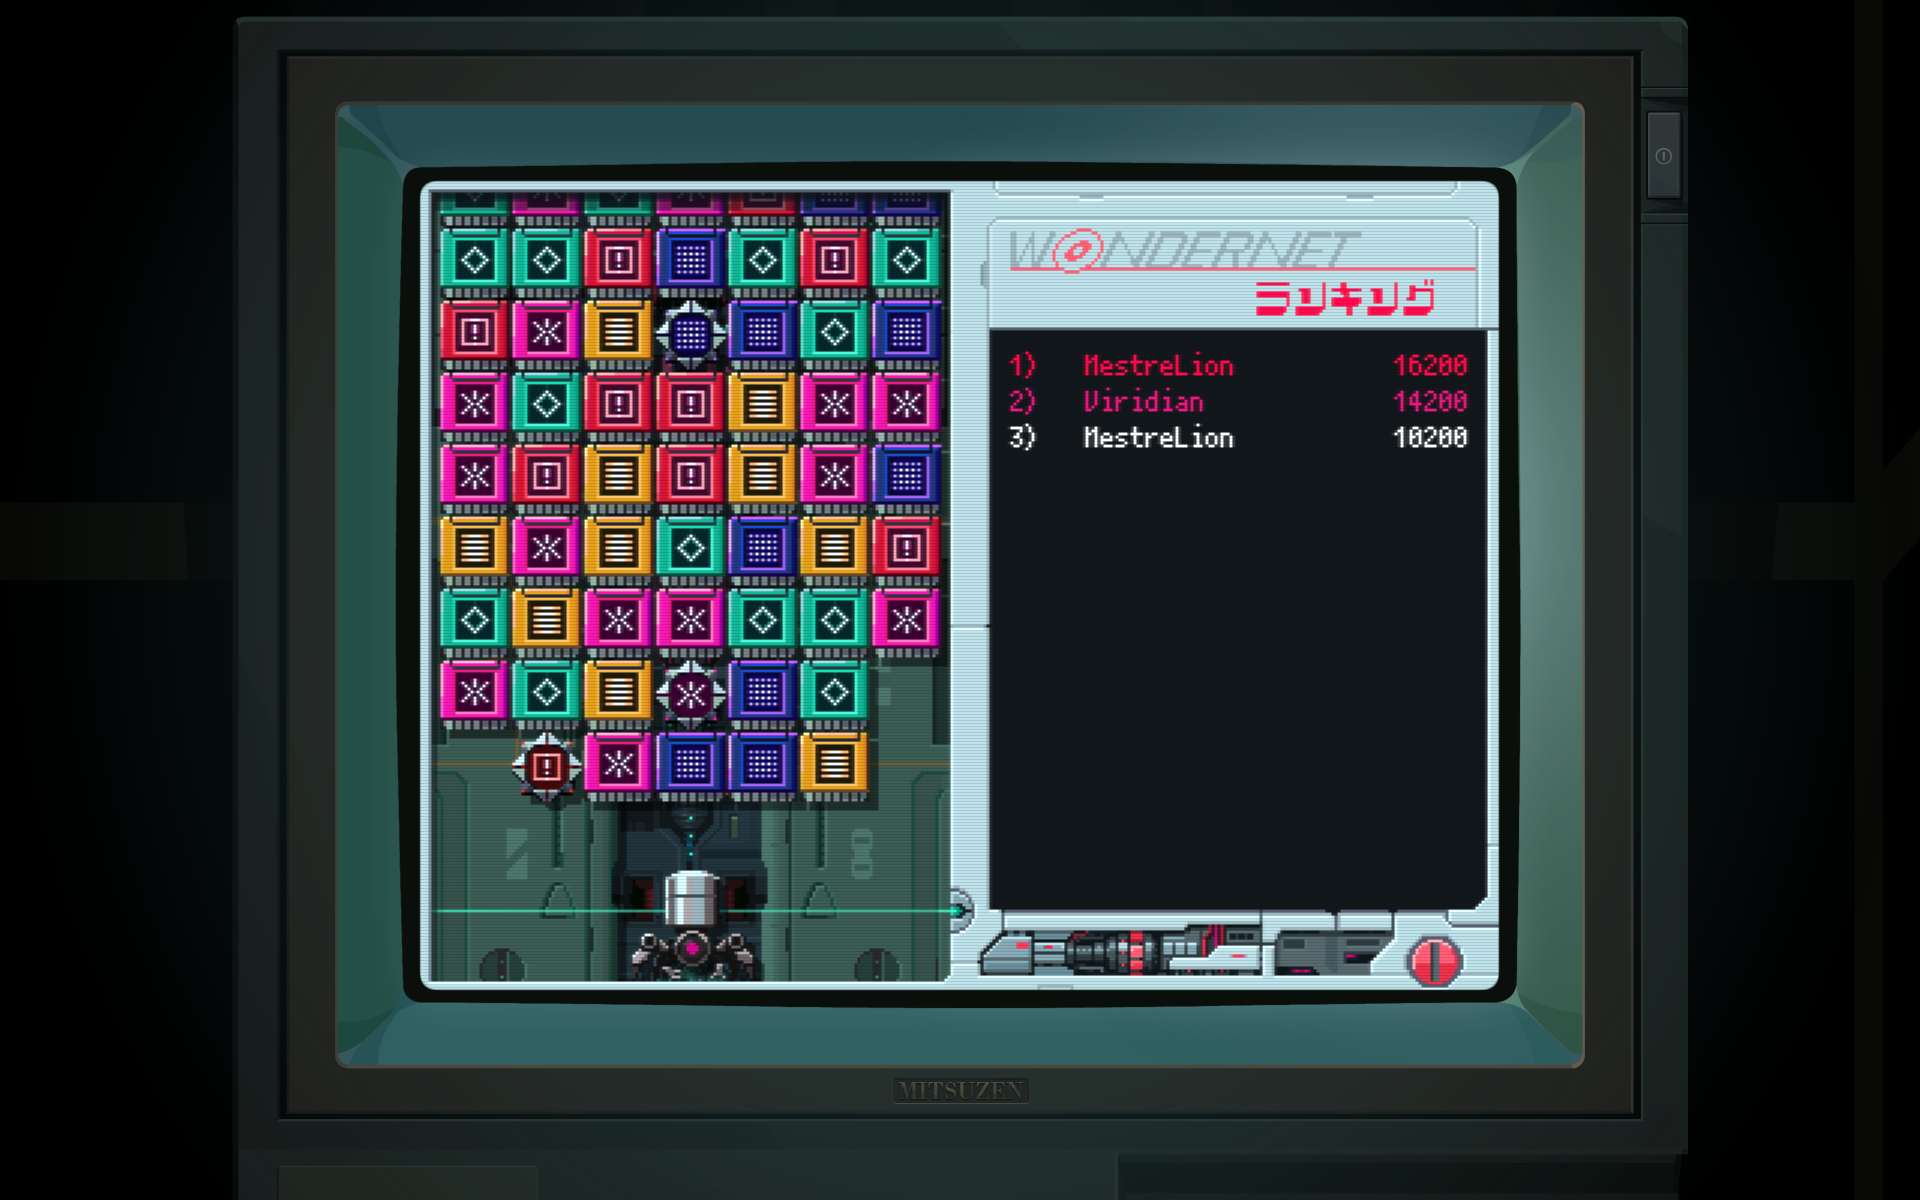 WONDERNET
ランキング
1) MestreLion 16200
2) Viridian 14200
3) MestreLion 10200
MITSUZEN